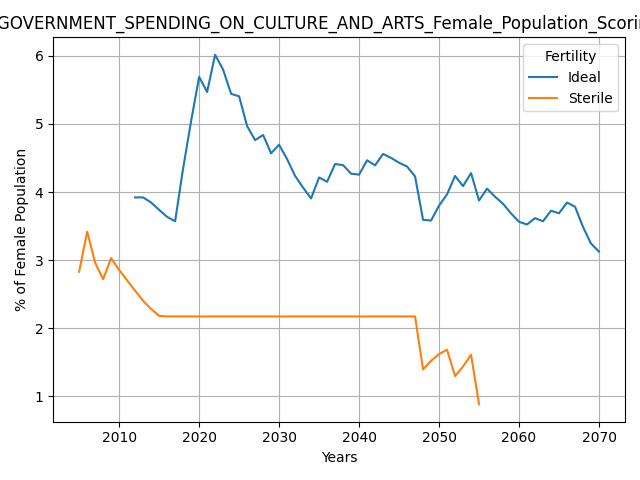 GOVERNMENT_SPENDING_ON_CULTURE_AND_ARTS_Female_Population_Scori
Fertility
Ideal
Sterile
% of Female Population
6
5
4
3
2
1
2010 2020 2030 2040 2050 2060 2070
Years